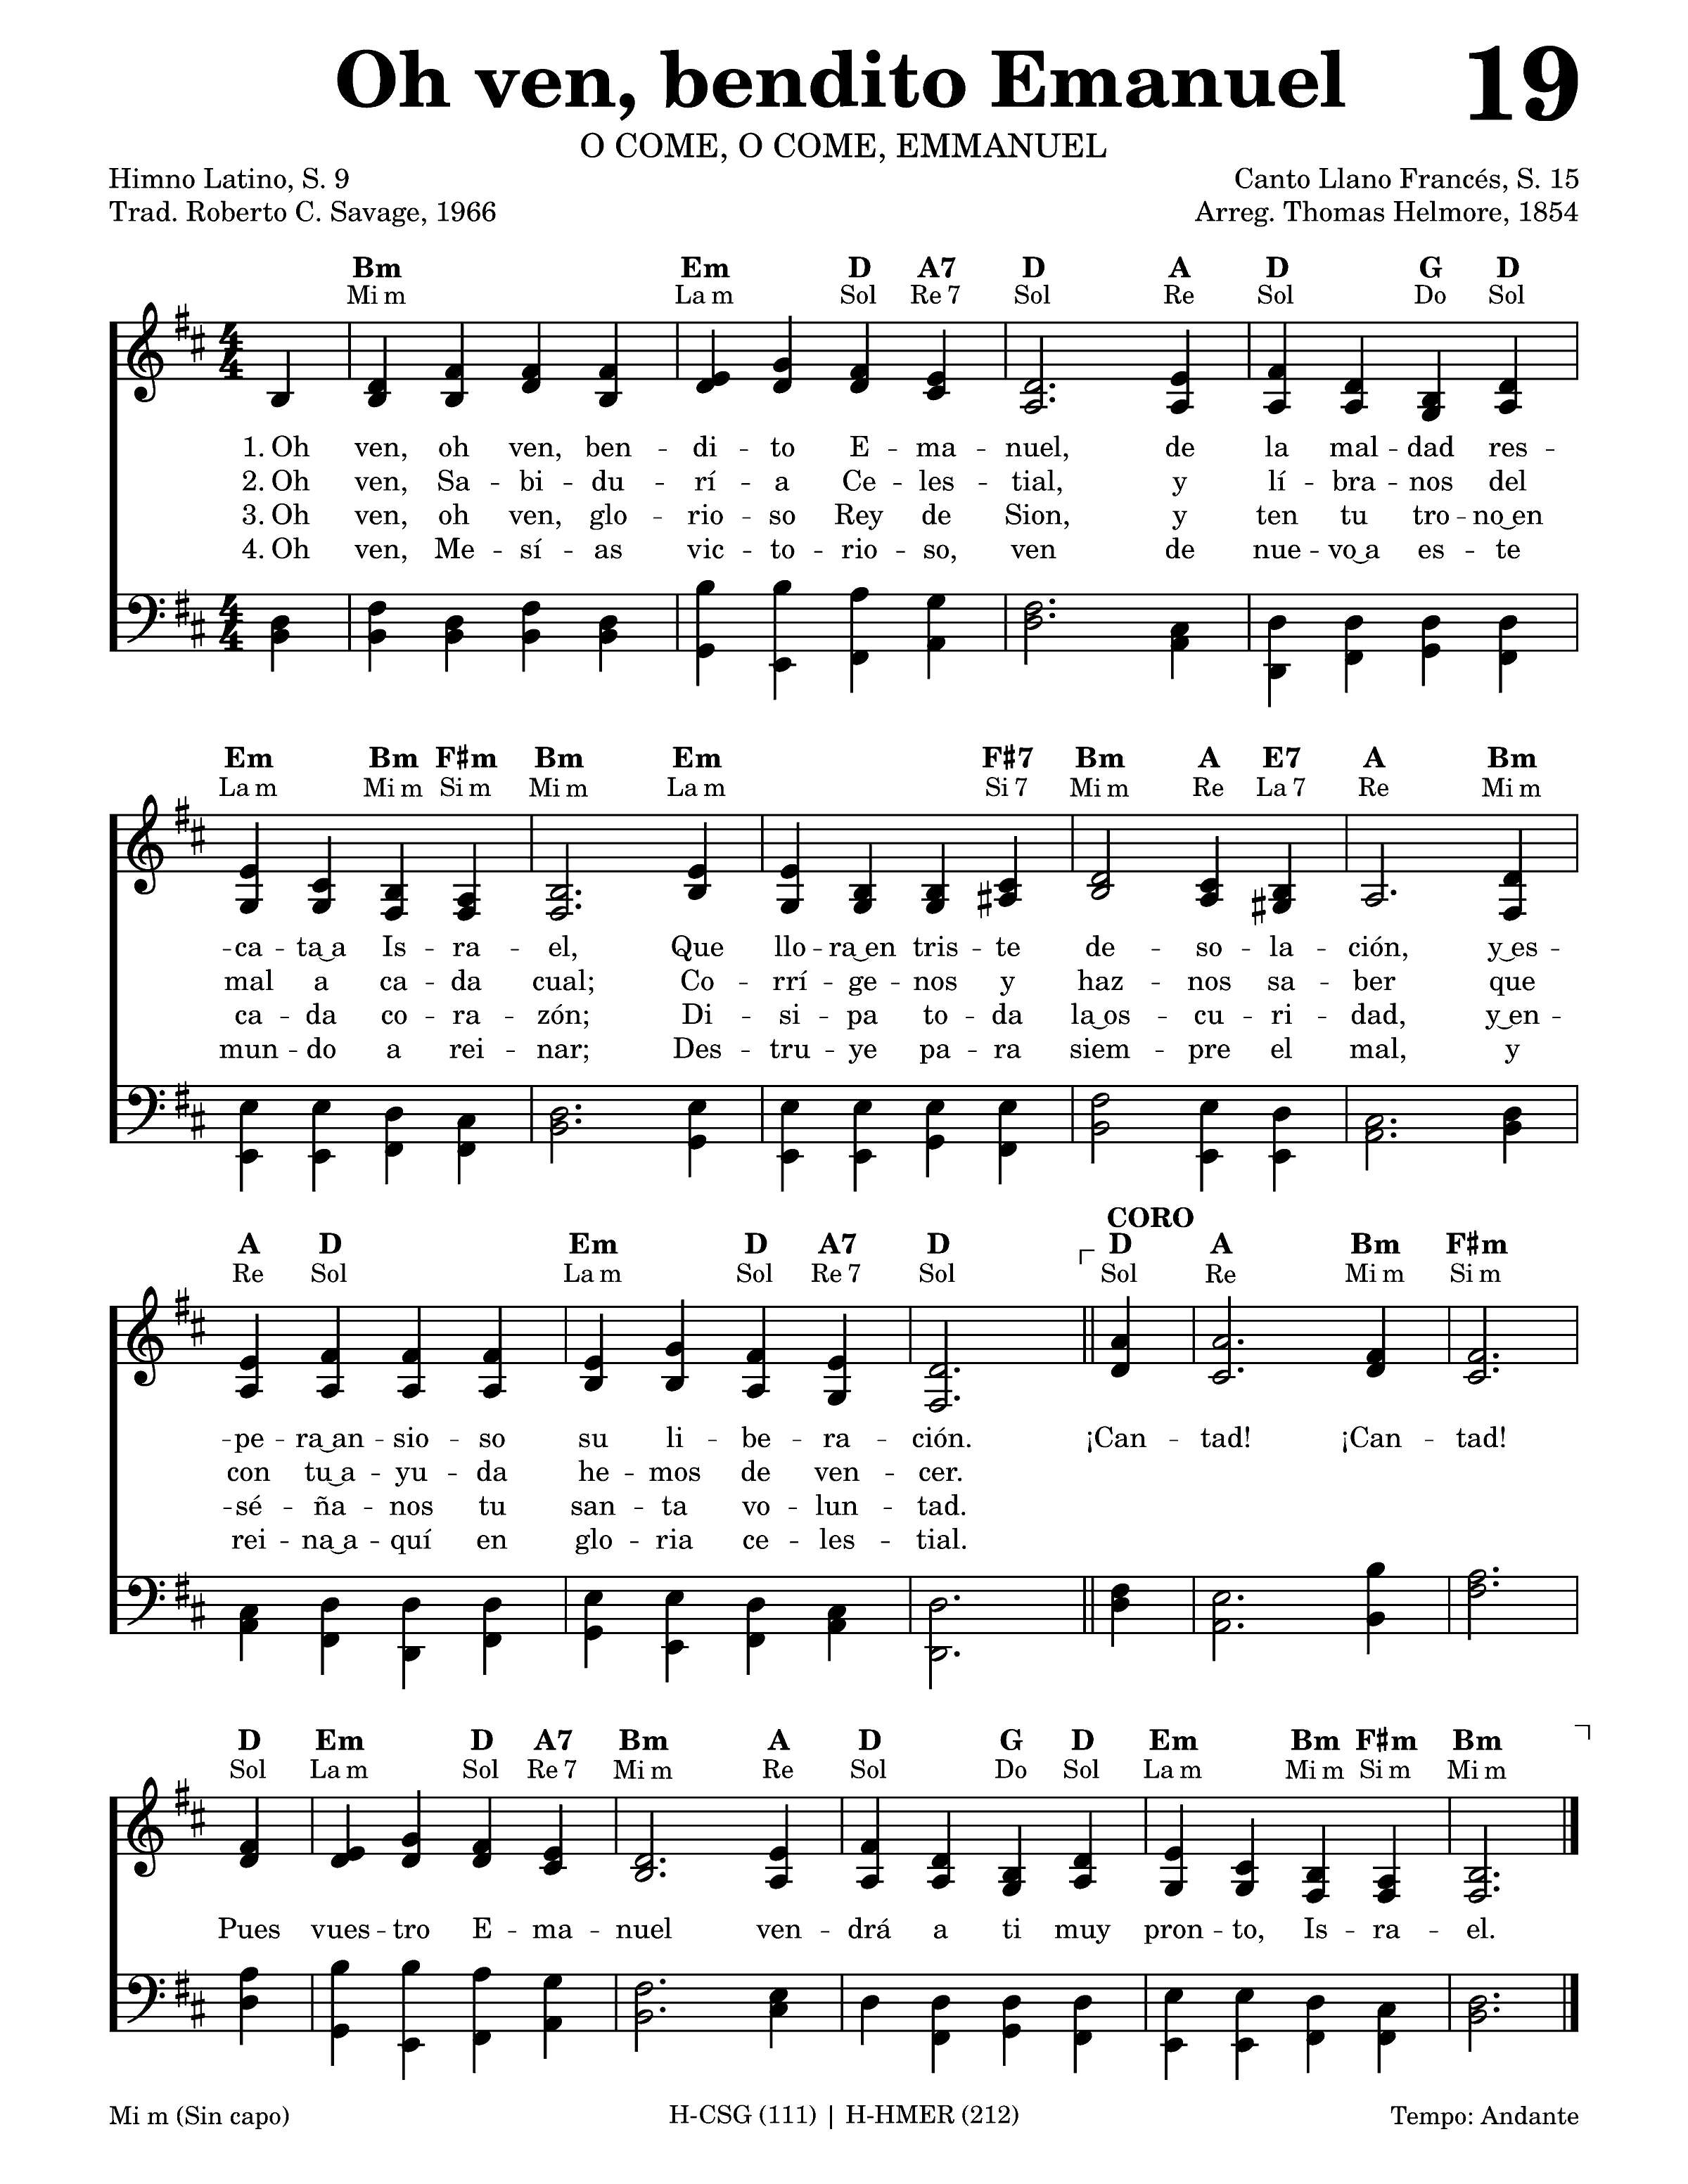 Oh ven, bendito Emanuel 19
O COME, O COME, EMMANUEL
Himno Latino, S. 9 Canto Llano Francés, S. 15
Trad. Roberto C. Savage, 1966 Arreg. Thomas Helmore, 1854
Bm Em D A7 D A D G D
Mi m La m Sol Re 7 Sol Re Sol Do Sol
1. Oh ven, oh ven, ben -- di -- to E -- ma -- nuel, de la mal -- dad res --
2. Oh ven, Sa -- bi -- du -- rí -- a Ce -- les -- tial, y lí -- bra -- nos del
3. Oh ven, oh ven, glo -- rio -- so Rey de Sion, y ten tu tro -- no‿en
4. Oh ven, Me -- sí -- as vic -- to -- rio -- so, ven de nue -- vo‿a es -- te
Em Bm F♯m Bm Em F♯7 Bm A E7 A Bm
La m Mi m Si m Mi m La m Si 7 Mi m Re La 7 Re Mi m
-- ca -- ta‿a Is -- ra -- el, Que llo -- ra‿en tris -- te de -- so -- la -- ción, y‿es --
mal a ca -- da cual; Co -- rrí -- ge -- nos y haz -- nos sa -- ber que
ca -- da co -- ra -- zón; Di -- si -- pa to -- da la‿os -- cu -- ri -- dad, y‿en --
mun -- do a rei -- nar; Des -- tru -- ye pa -- ra siem -- pre el mal, y
CORO
A D Em D A7 D D A Bm F♯m
Re Sol La m Sol Re 7 Sol Sol Re Mi m Si m
-- pe -- ra‿an -- sio -- so su li -- be -- ra -- ción. ¡Can -- tad! ¡Can -- tad!
con tu‿a -- yu -- da he -- mos de ven -- cer.
-- sé -- ña -- nos tu san -- ta vo -- lun -- tad.
rei -- na‿a -- quí en glo -- ria ce -- les -- tial.
D Em D A7 Bm A D G D Em Bm F♯m Bm
Sol La m Sol Re 7 Mi m Re Sol Do Sol La m Mi m Si m Mi m
Pues vues -- tro E -- ma -- nuel ven -- drá a ti muy pron -- to, Is -- ra -- el.
Mi m (Sin capo) H-CSG (111) | H-HMER (212) Tempo: Andante